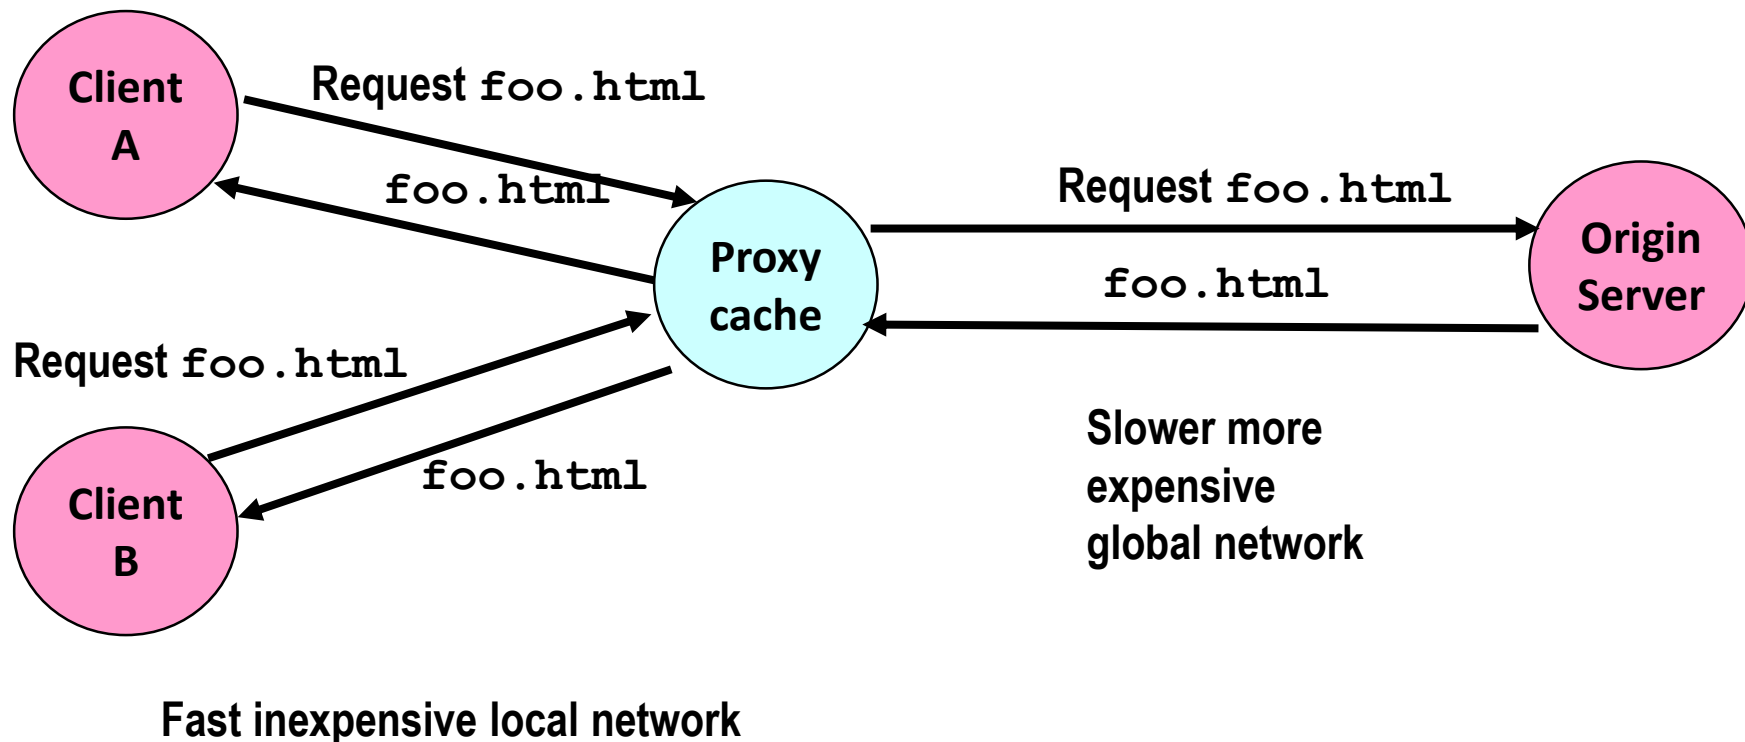 Client
A
Request foo.html
foo.html
Request foo.html
foo.html
Proxy
cache
Origin
Server
Request foo.html
foo.html
Client
B
Slower more
expensive
global network
Fast inexpensive local network